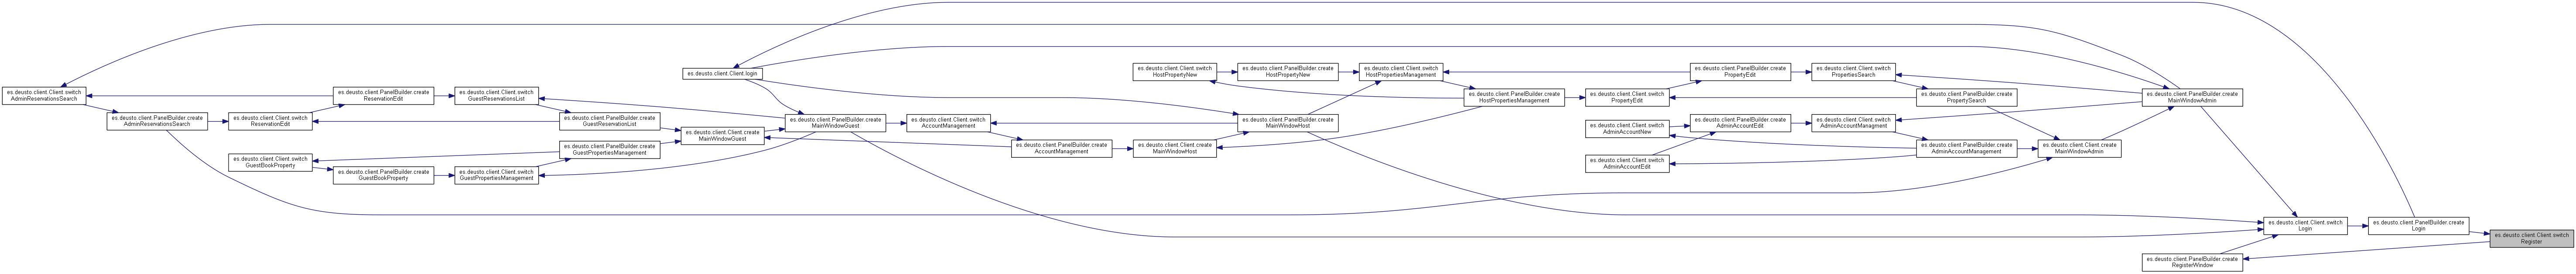 es.deusto.client.Client.switch
AdminReservationsSearch
es.deusto.client.PanelBuilder.create
AdminReservationsSearch
es.deusto.client.Client.switch
ReservationEdit
es.deusto.client.Client.switch
GuestBookProperty
es.deusto.client.PanelBuilder.create
ReservationEdit
es.deusto.client.PanelBuilder.create
GuestBookProperty
es.deusto.client.Client.switch
GuestReservationsList
es.deusto.client.Client.switch
GuestPropertiesManagement
es.deusto.client.PanelBuilder.create
GuestReservationList
es.deusto.client.PanelBuilder.create
GuestPropertiesManagement
es.deusto.client.Client.login
es.deusto.client.Client.create
MainWindowGuest
es.deusto.client.PanelBuilder.create
MainWindowGuest
es.deusto.client.Client.switch
AccountManagement
es.deusto.client.PanelBuilder.create
AccountManagement
es.deusto.client.Client.switch
HostPropertyNew
es.deusto.client.Client.create
MainWindowHost
es.deusto.client.PanelBuilder.create
HostPropertyNew
es.deusto.client.PanelBuilder.create
MainWindowHost
es.deusto.client.Client.switch
HostPropertiesManagement
es.deusto.client.PanelBuilder.create
HostPropertiesManagement
es.deusto.client.Client.switch
PropertyEdit
es.deusto.client.Client.switch
AdminAccountNew
es.deusto.client.Client.switch
AdminAccountEdit
es.deusto.client.PanelBuilder.create
PropertyEdit
es.deusto.client.PanelBuilder.create
AdminAccountEdit
es.deusto.client.Client.switch
PropertiesSearch
es.deusto.client.Client.switch
AdminAccountManagment
es.deusto.client.PanelBuilder.create
PropertySearch
es.deusto.client.PanelBuilder.create
AdminAccountManagement
es.deusto.client.Client.create
MainWindowAdmin
es.deusto.client.PanelBuilder.create
MainWindowAdmin
es.deusto.client.PanelBuilder.create
RegisterWindow
es.deusto.client.Client.switch
Login
es.deusto.client.PanelBuilder.create
Login
es.deusto.client.Client.switch
Register